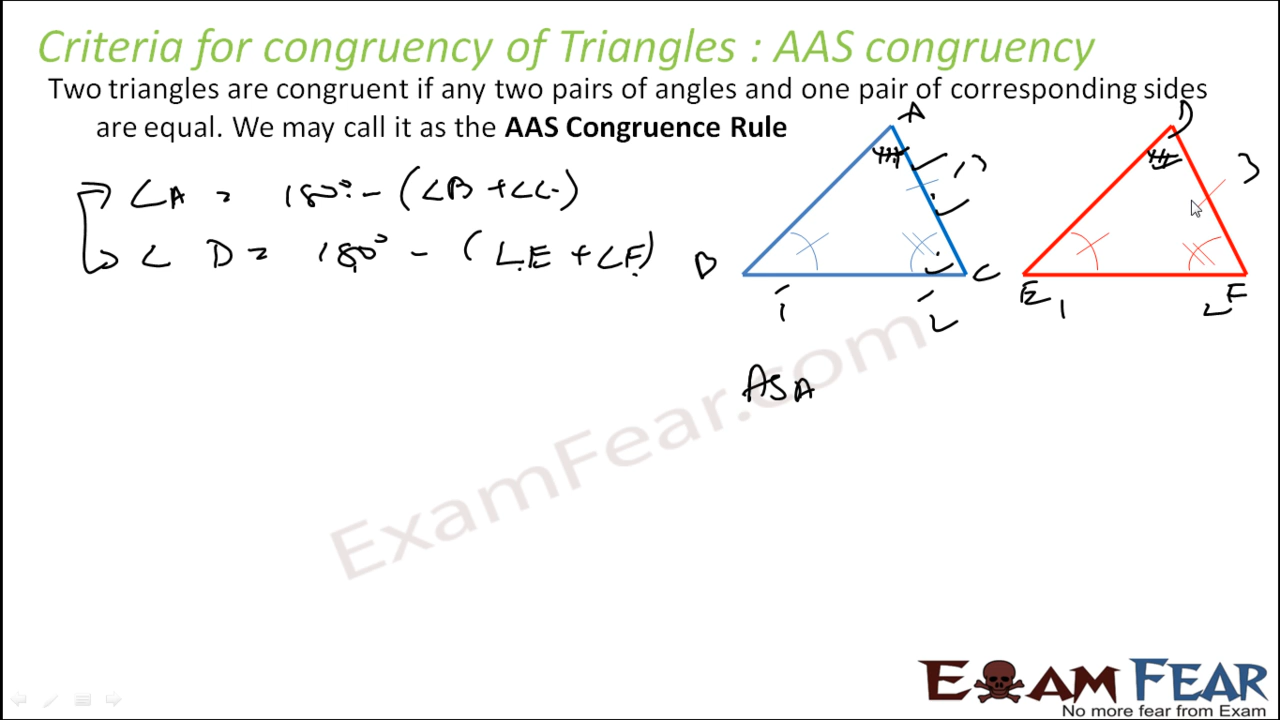 Criteria for congruency of Triangles : AAS congruency
Two triangles are congruent if any two pairs of angles and one pair of corresponding sides
are equal. We may call it as the AAS Congruence Rule
∠A = 180° - (∠B + ∠C)
∠ D = 180° - (∠E + ∠F)
A
D
3
3
B
C
E
F
1
2
1
2
ASA
ExamFear.com
EXAM FEAR
No more fear from Exam